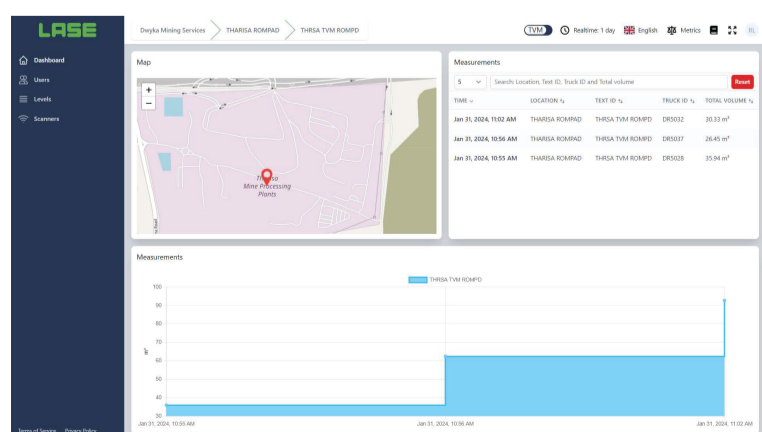 LASE
Dwyka Mining Services THARISA ROMPAD THRSA TVM ROMPD
TVM Realtime: 1 day English Metrics RL
Dashboard
Users
Levels
Scanners
Terms of Service Privacy Policy
Map
+
−
Tharisa
Mine Processing
Plants
Measurements
5 Search: Location, Text ID, Truck ID and Total volume Reset
TIME LOCATION TEXT ID TRUCK ID TOTAL VOLUME
Jan 31, 2024, 11:02 AM THARISA ROMPAD THRSA TVM ROMPD DR5032 30.33 m³
Jan 31, 2024, 10:56 AM THARISA ROMPAD THRSA TVM ROMPD DR5037 26.45 m³
Jan 31, 2024, 10:55 AM THARISA ROMPAD THRSA TVM ROMPD DR5028 35.94 m³
Measurements
THRSA TVM ROMPD
100
90
80
70
m³
60
50
40
30
Jan 31, 2024, 10:55 AM Jan 31, 2024, 10:56 AM Jan 31, 2024, 11:02 AM